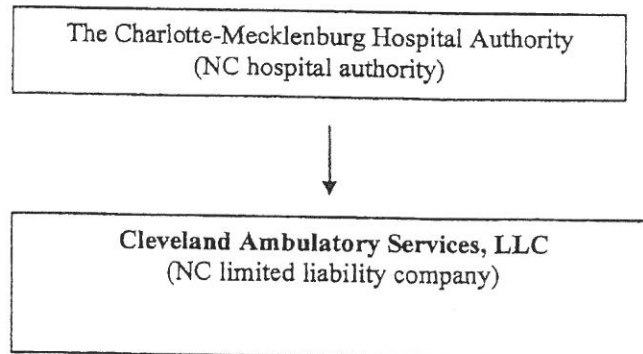 The Charlotte-Mecklenburg Hospital Authority
(NC hospital authority)
Cleveland Ambulatory Services, LLC
(NC limited liability company)